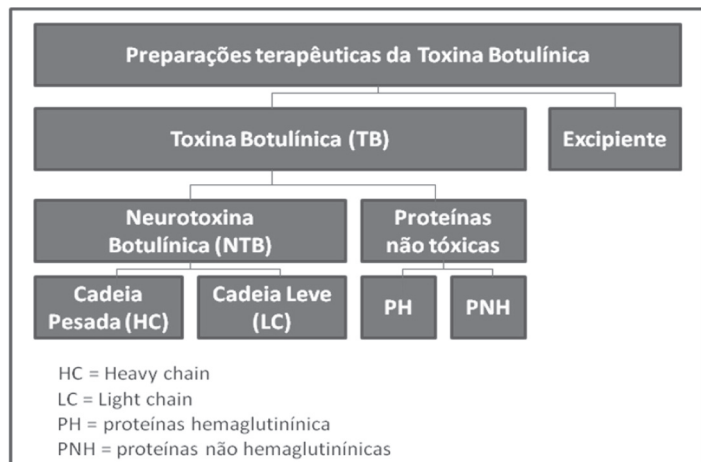 Preparações terapêuticas da Toxina Botulínica
Toxina Botulínica (TB)
Excipiente
Neurotoxina
Botulínica (NTB)
Proteínas
não tóxicas
Cadeia
Pesada (HC)
Cadeia Leve
(LC)
PH
PNH
HC = Heavy chain
LC = Light chain
PH = proteínas hemaglutinínica
PNH = proteínas não hemaglutinínicas